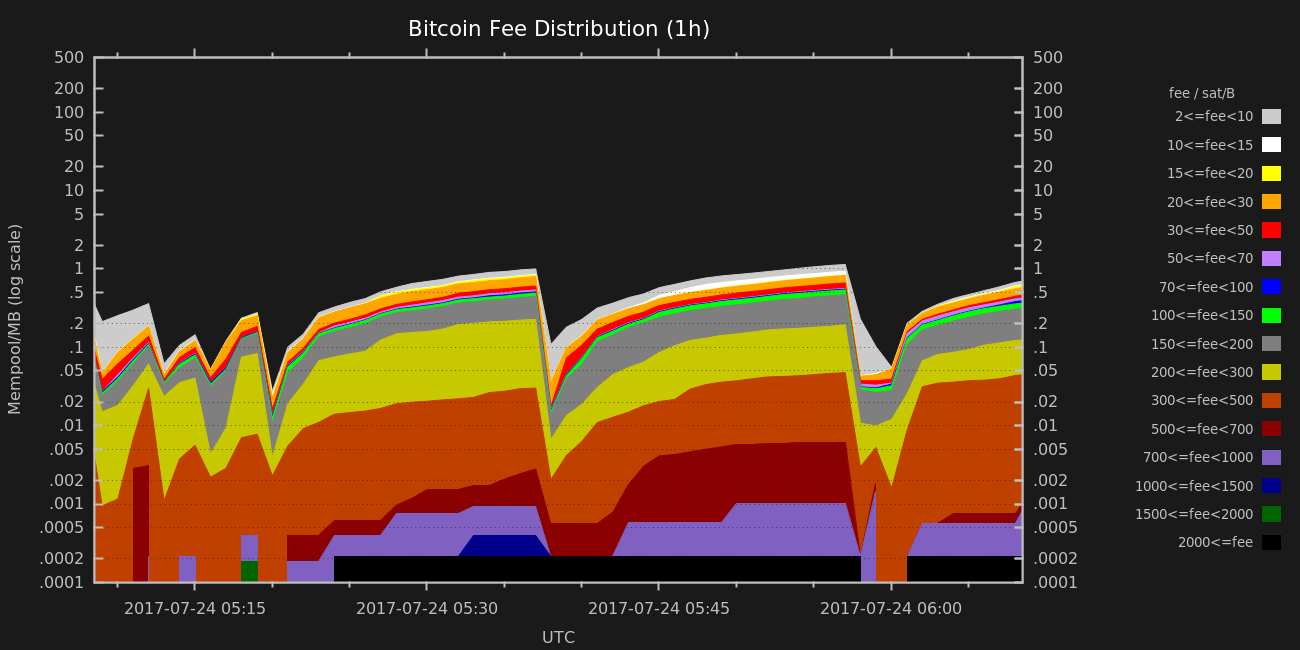 Bitcoin Fee Distribution (1h)
Mempool/MB (log scale)
500
200
100
50
20
10
5
2
1
.5
.2
.1
.05
.02
.01
.005
.002
.001
.0005
.0002
.0001
500
200
100
50
20
10
5
2
1
.5
.2
.1
.05
.02
.01
.005
.002
.001
.0005
.0002
.0001
2017-07-24 05:15 2017-07-24 05:30 2017-07-24 05:45 2017-07-24 06:00
UTC
fee / sat/B
2<=fee<10
10<=fee<15
15<=fee<20
20<=fee<30
30<=fee<50
50<=fee<70
70<=fee<100
100<=fee<150
150<=fee<200
200<=fee<300
300<=fee<500
500<=fee<700
700<=fee<1000
1000<=fee<1500
1500<=fee<2000
2000<=fee